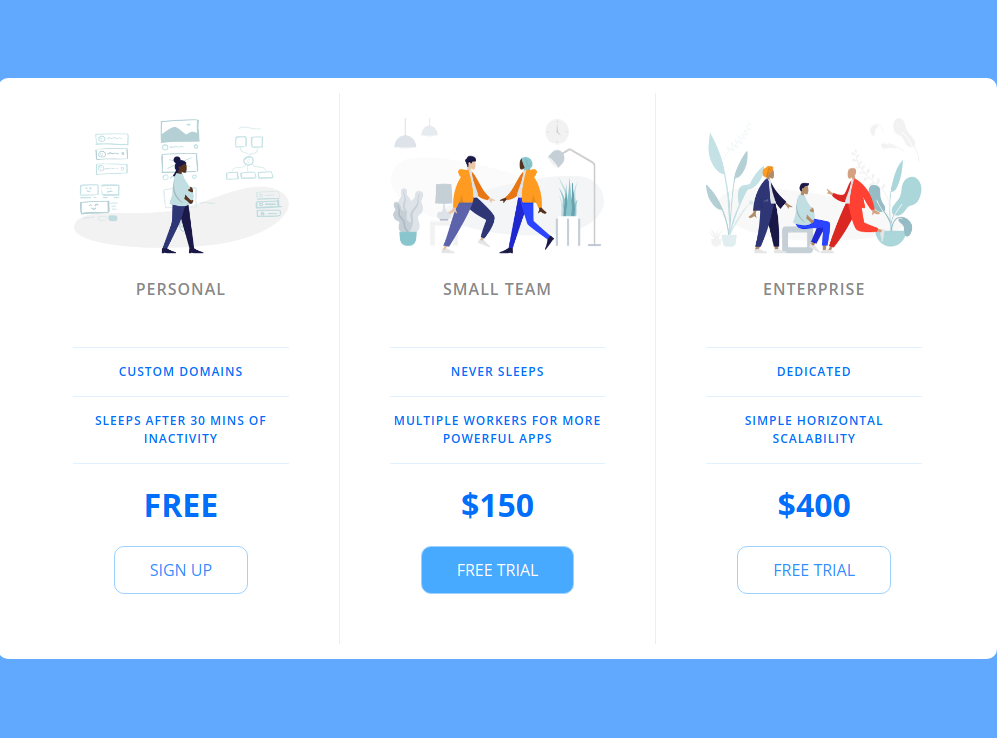 PERSONAL
CUSTOM DOMAINS
SLEEPS AFTER 30 MINS OF
INACTIVITY
FREE
SIGN UP
SMALL TEAM
NEVER SLEEPS
MULTIPLE WORKERS FOR MORE
POWERFUL APPS
$150
FREE TRIAL
ENTERPRISE
DEDICATED
SIMPLE HORIZONTAL
SCALABILITY
$400
FREE TRIAL